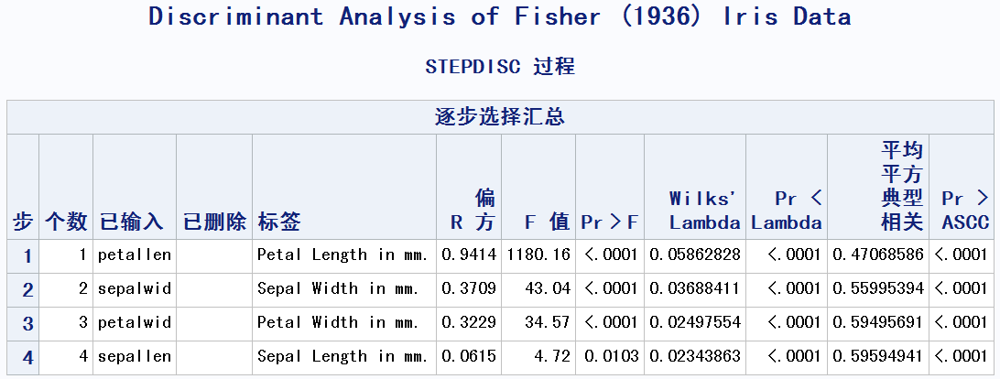 Discriminant Analysis of Fisher (1936) Iris Data
STEPDISC 过程
逐步选择汇总
步 个数 已输入 已删除 标签 偏 R 方 F 值 Pr > F Wilks' Lambda Pr < Lambda 平均平方典型相关 Pr > ASCC
1 1 petallen Petal Length in mm. 0.9414 1180.16 <.0001 0.05862828 <.0001 0.47068586 <.0001
2 2 sepalwid Sepal Width in mm. 0.3709 43.04 <.0001 0.03688411 <.0001 0.55995394 <.0001
3 3 petalwid Petal Width in mm. 0.3229 34.57 <.0001 0.02497554 <.0001 0.59495691 <.0001
4 4 sepallen Sepal Length in mm. 0.0615 4.72 0.0103 0.02343863 <.0001 0.59594941 <.0001